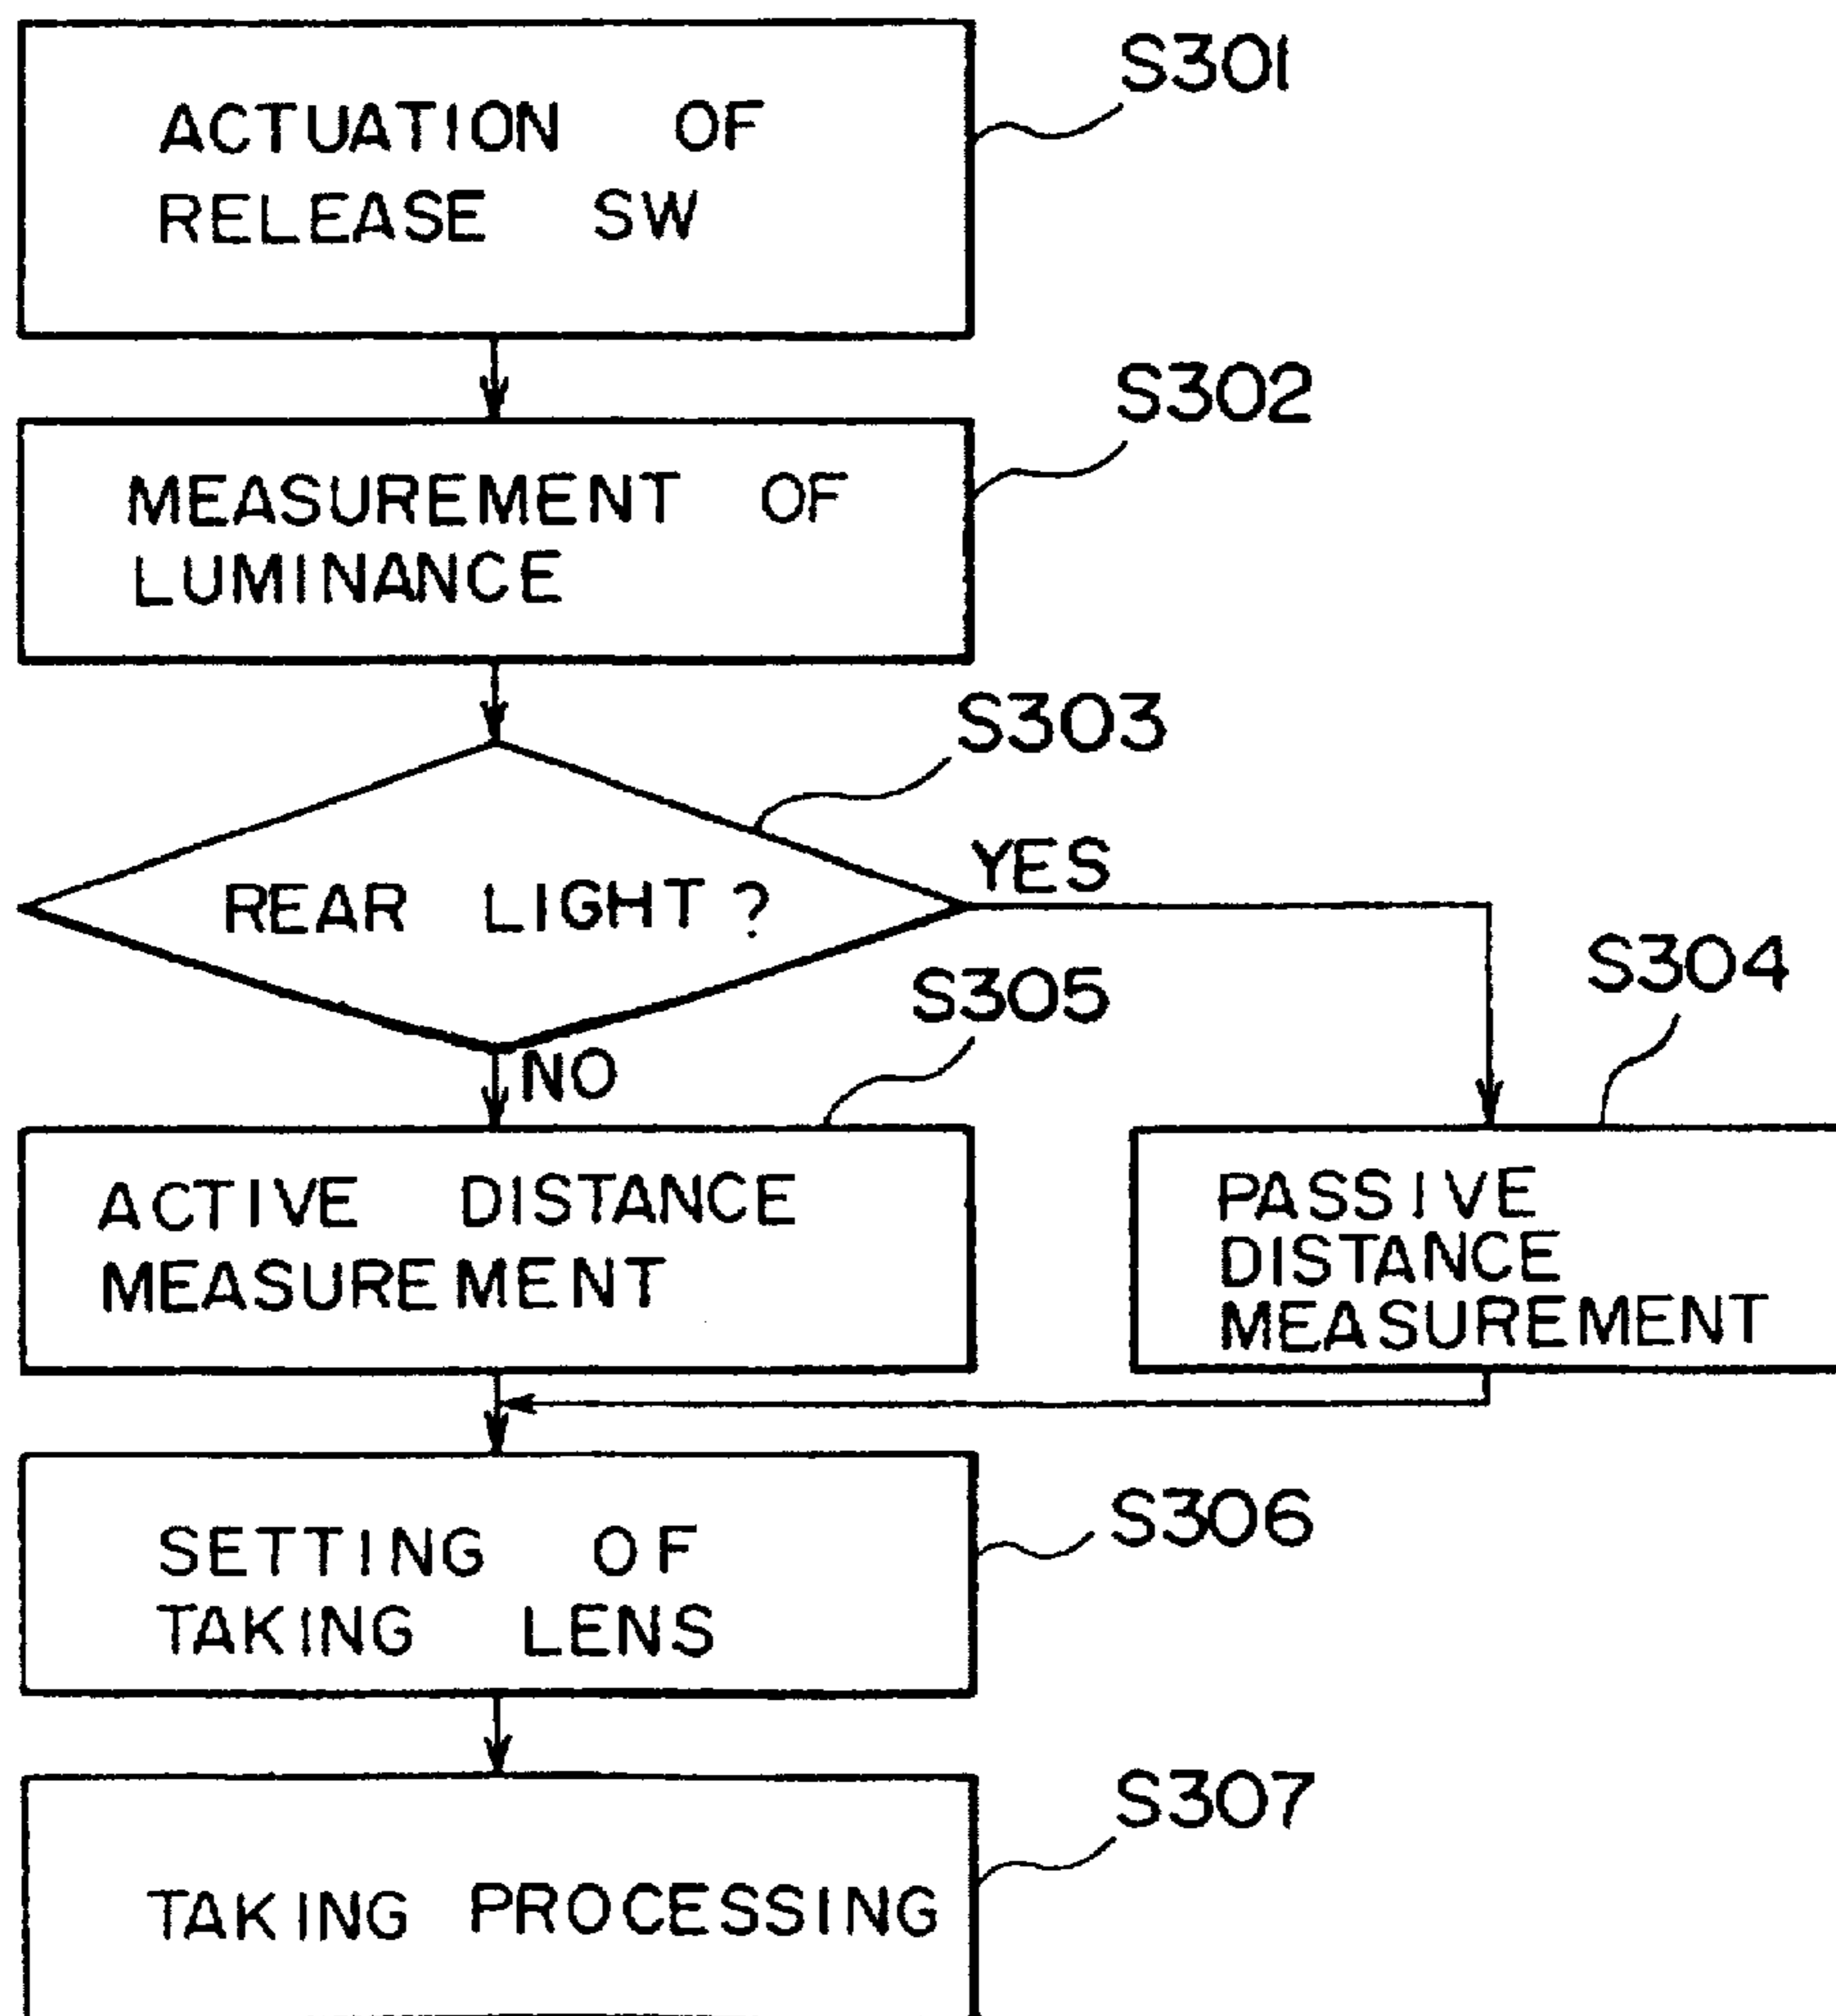 ACTUATION OF
RELEASE SW
S301
MEASUREMENT OF
LUMINANCE
S302
REAR LIGHT?
S303
YES
NO
S305
ACTIVE DISTANCE
MEASUREMENT
S304
PASSIVE
DISTANCE
MEASUREMENT
SETTING OF
TAKING LENS
S306
TAKING PROCESSING
S307